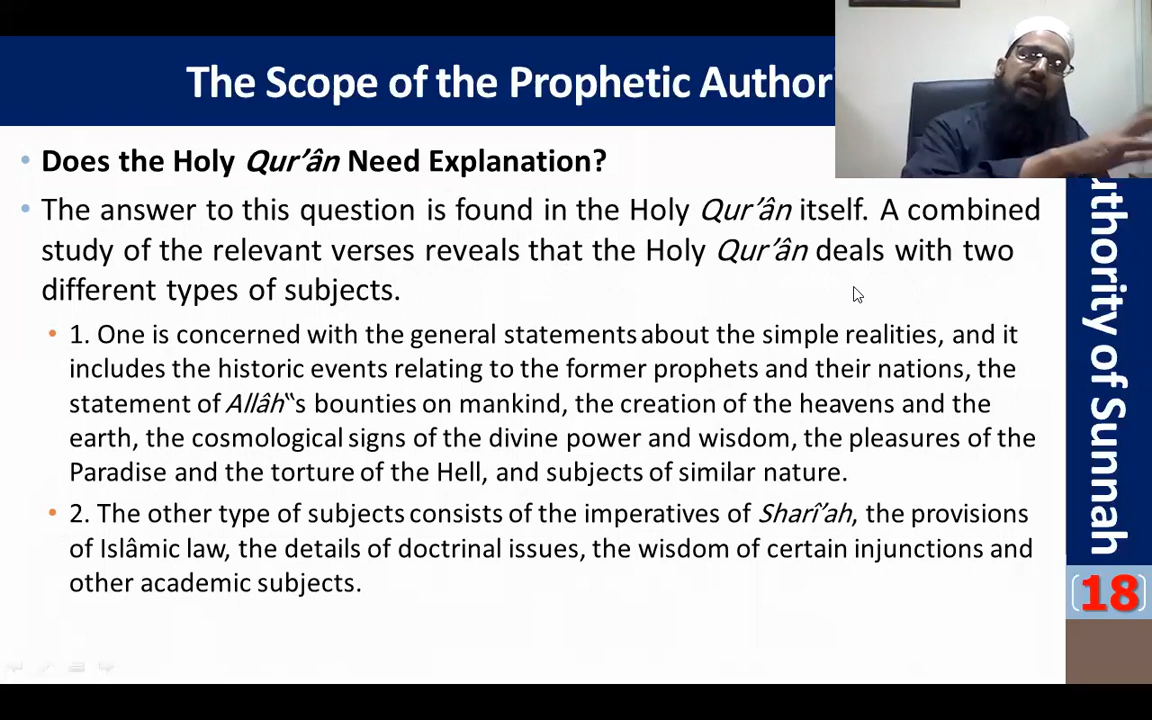 The Scope of the Prophetic Author
• Does the Holy Qur’ân Need Explanation?
• The answer to this question is found in the Holy Qur’ân itself. A combined
study of the relevant verses reveals that the Holy Qur’ân deals with two
different types of subjects.
• 1. One is concerned with the general statements about the simple realities, and it
includes the historic events relating to the former prophets and their nations, the
statement of Allâh‟s bounties on mankind, the creation of the heavens and the
earth, the cosmological signs of the divine power and wisdom, the pleasures of the
Paradise and the torture of the Hell, and subjects of similar nature.
• 2. The other type of subjects consists of the imperatives of Sharî’ah, the provisions
of Islâmic law, the details of doctrinal issues, the wisdom of certain injunctions and
other academic subjects.
uthority of Sunnah
(18)